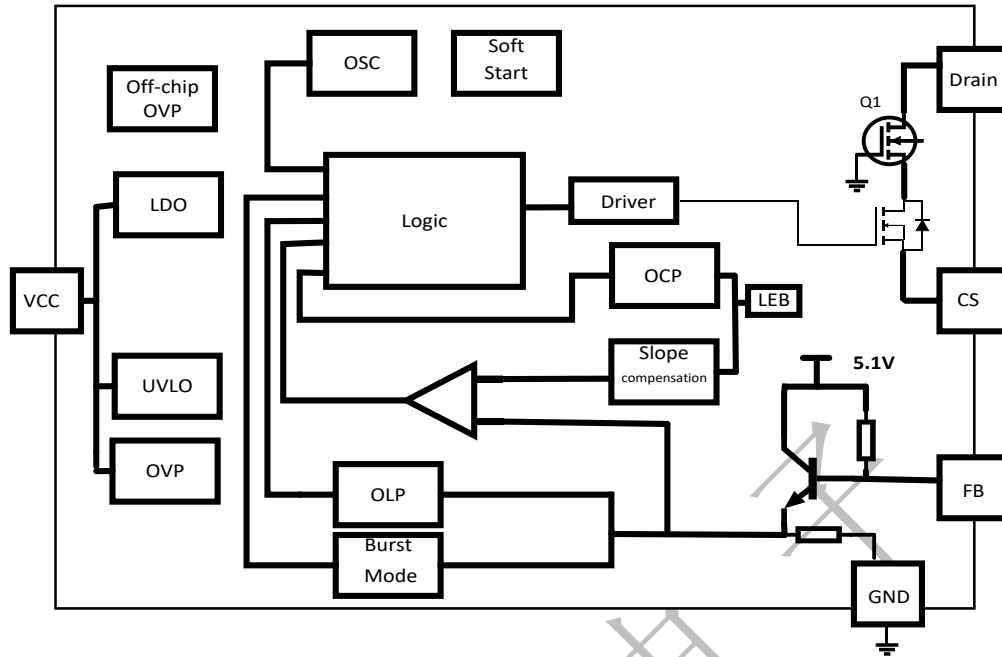 OSC
Soft
Start
Off-chip
OVP
Q1
Drain
LDO
Logic
Driver
VCC
OCP
LEB
CS
Slope
compensation
5.1V
UVLO
OVP
OLP
FB
Burst
Mode
GND